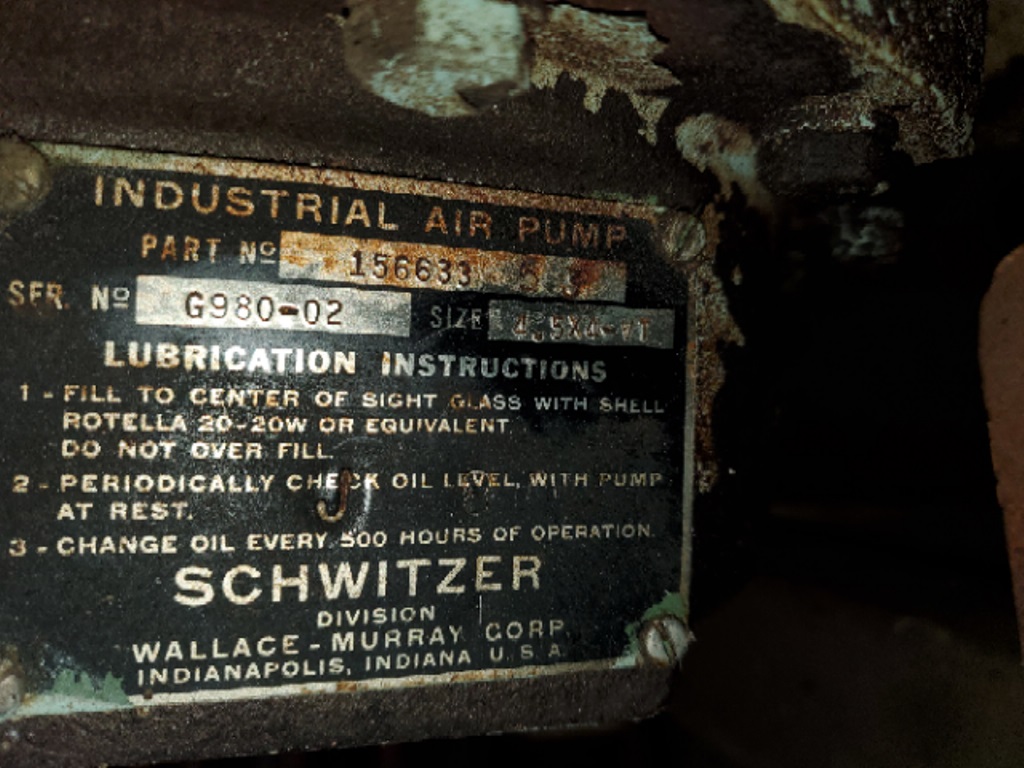 INDUSTRIAL AIR PUMP
PART Nº 156633
SER. Nº G980-02 SIZE
LUBRICATION INSTRUCTIONS
1 - FILL TO CENTER OF SIGHT GLASS WITH SHELL
ROTELLA 20-20W OR EQUIVALENT
DO NOT OVER FILL.
2 - PERIODICALLY CHECK OIL LEVEL, WITH PUMP
AT REST.
3 - CHANGE OIL EVERY 500 HOURS OF OPERATION.
SCHWITZER
DIVISION
WALLACE - MURRAY CORP.
INDIANAPOLIS, INDIANA U.S.A.